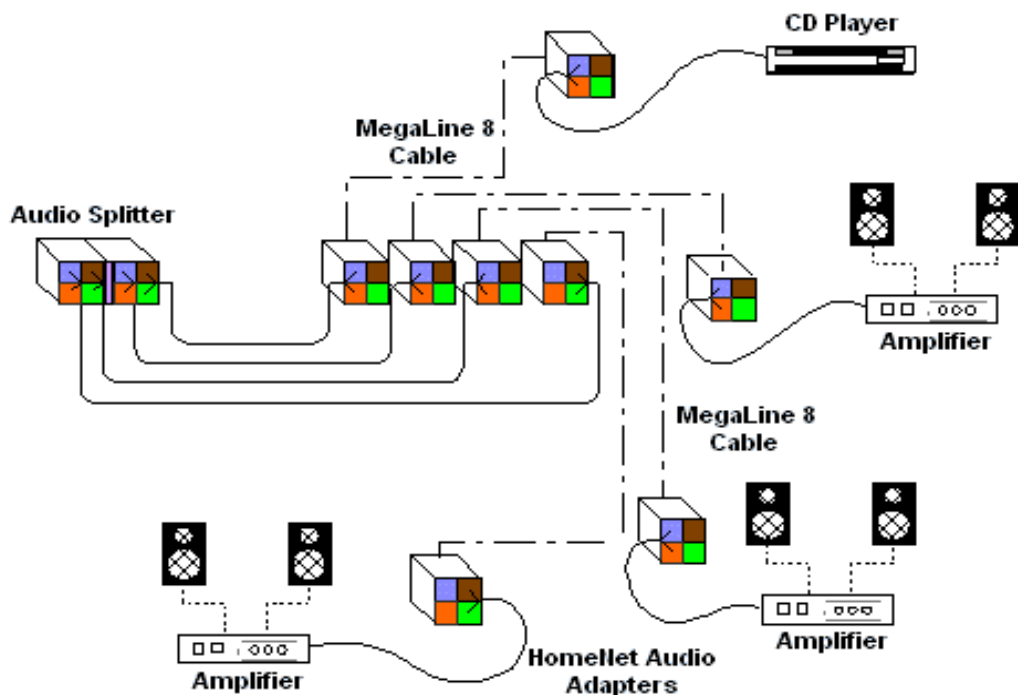 CD Player
MegaLine 8
Cable
Audio Splitter
Amplifier
MegaLine 8
Cable
Amplifier
HomeNet Audio
Adapters
Amplifier